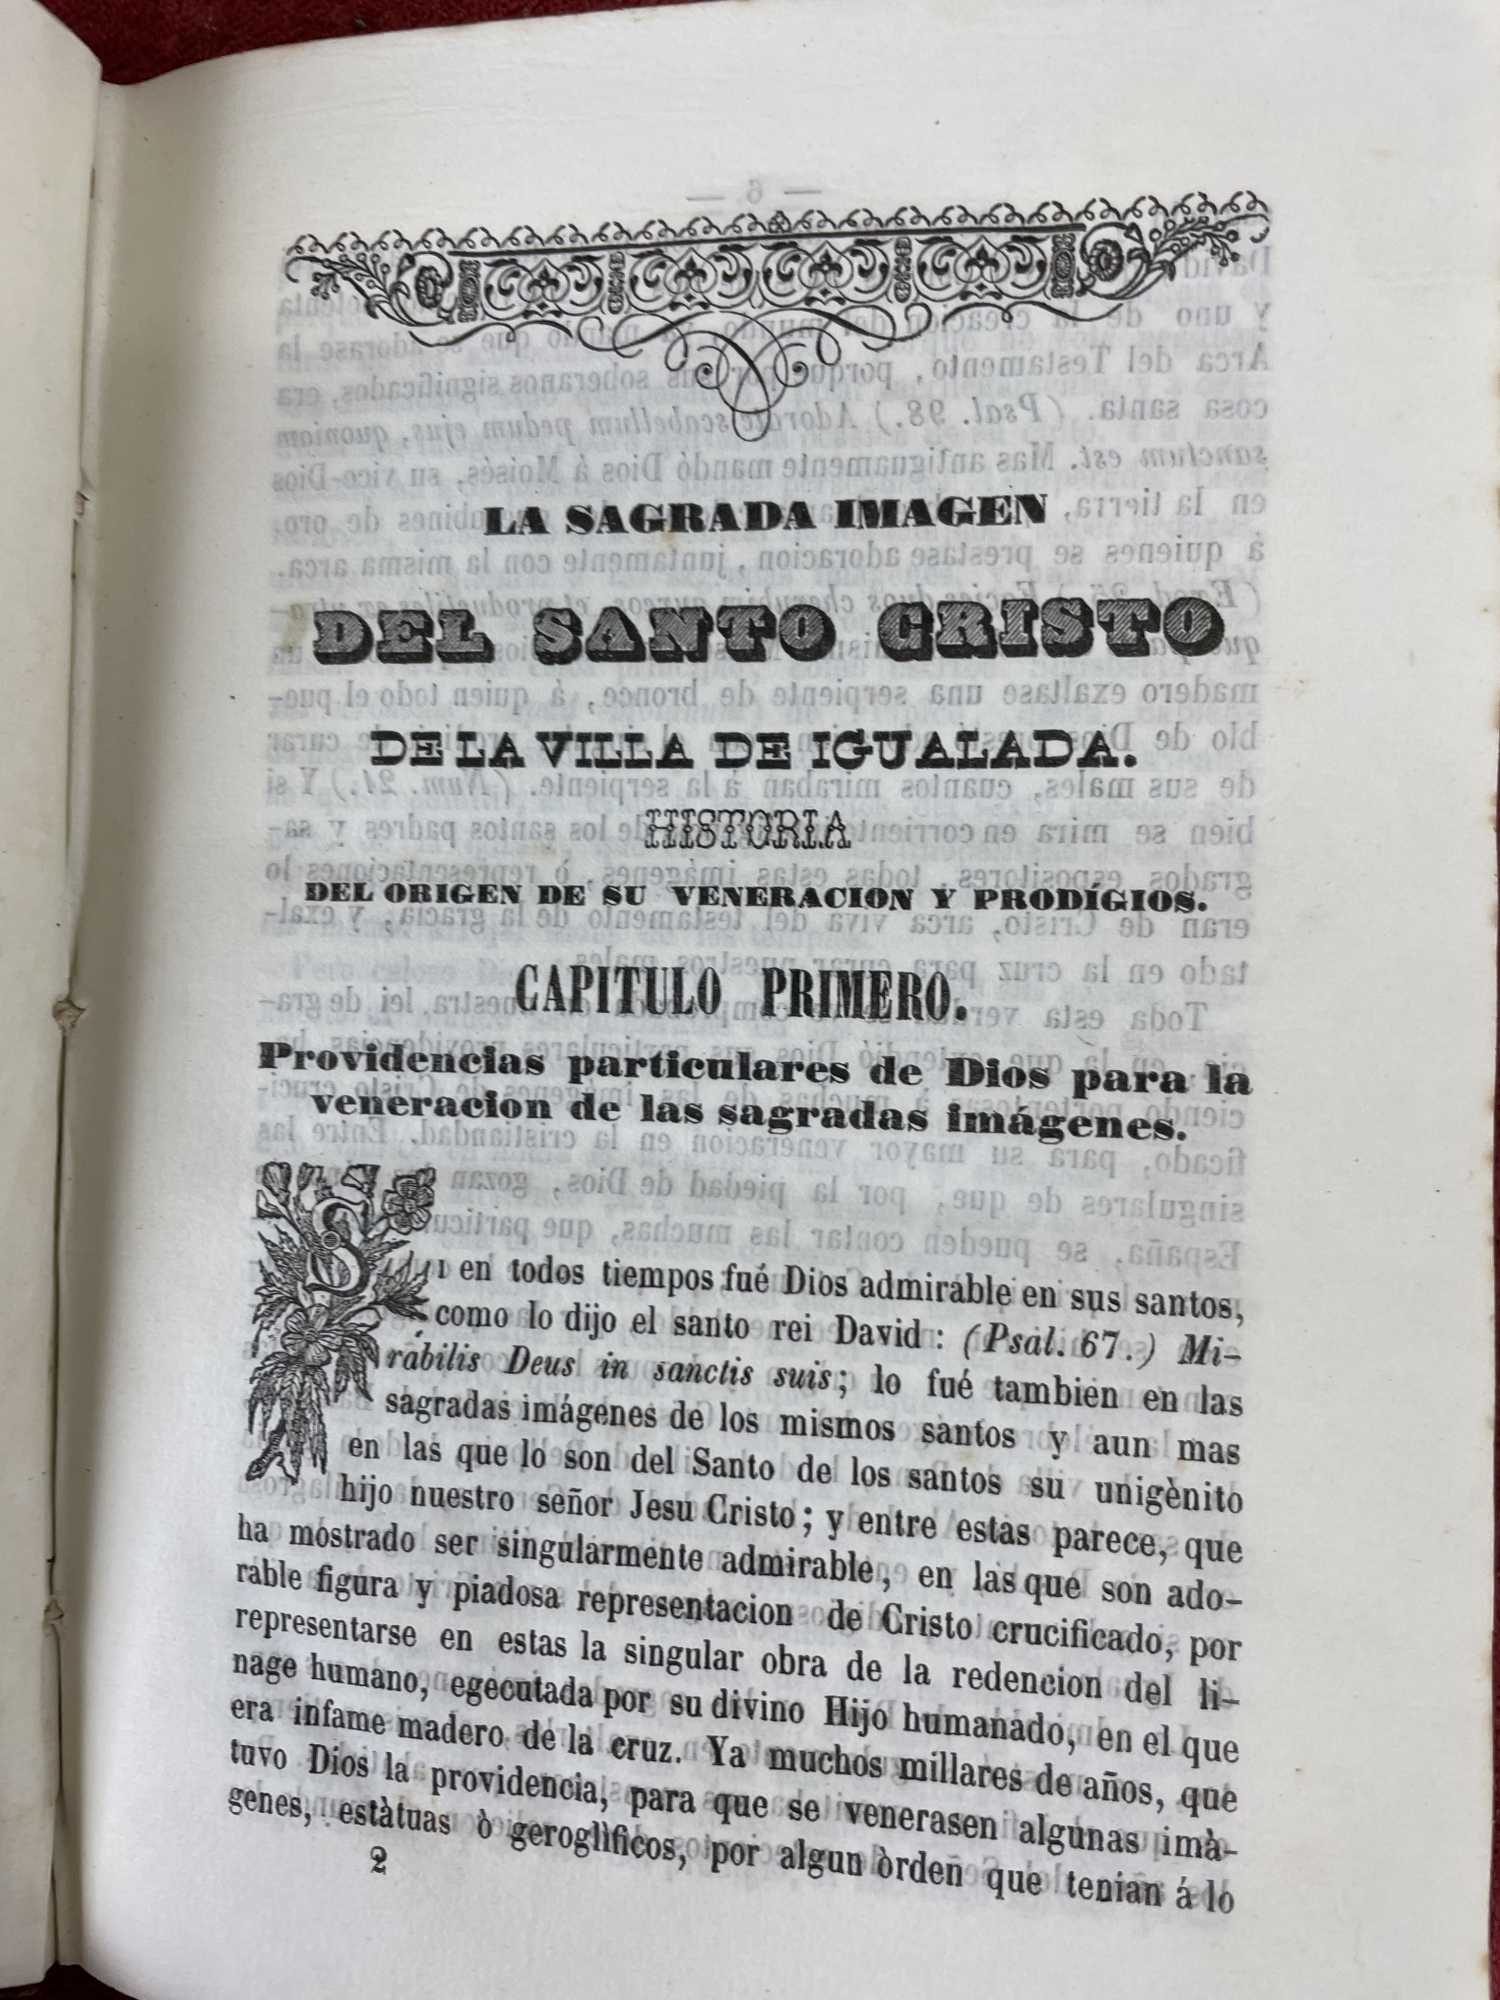 LA SAGRADA IMAGEN
DEL SANTO CRISTO
DE LA VILLA DE IGUALADA.
HISTORIA
DEL ORIGEN DE SU VENERACION Y PRODÍGIOS.
CAPITULO PRIMERO.
Providencias particulares de Dios para la
veneracion de las sagradas imágenes.
SI en todos tiempos fué Dios admirable en sus santos,
como lo dijo el santo rei David: (Psal. 67.) Mi-
rabilis Deus in sanctis suis; lo fué tambien en las
sagradas imágenes de los mismos santos y aun mas
en las que lo son del Santo de los santos su unigènito
hijo nuestro señor Jesu Cristo; y entre estas parece, que
ha mostrado ser singularmente admirable, en las que son ado-
rable figura y piadosa representacion de Cristo crucificado, por
representarse en estas la singular obra de la redencion del li-
nage humano, egecutada por su divino Hijo humanado, en el que
era infame madero de la cruz. Ya muchos millares de años, que
tuvo Dios la providencia, para que se venerasen algunas imà-
genes, estàtuas ò geroglìficos, por algun òrden que tenian á lo
2